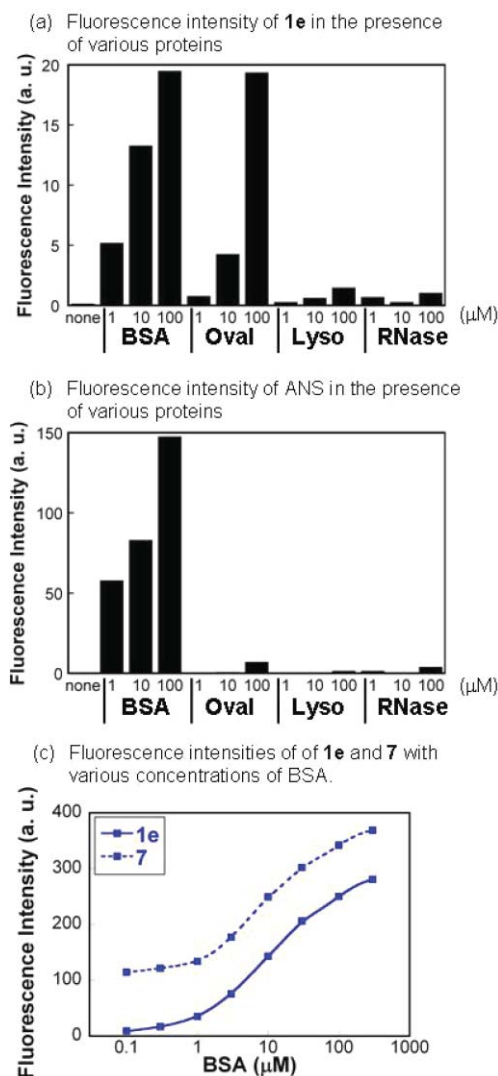 (a) Fluorescence intensity of 1e in the presence
of various proteins
Fluorescence Intensity (a. u.)
20
15
10
5
0
none 1 10 100 1 10 100 1 10 100 1 10 100 (μM)
BSA Oval Lyso RNase
(b) Fluorescence intensity of ANS in the presence
of various proteins
Fluorescence Intensity (a. u.)
150
100
50
0
none 1 10 100 1 10 100 1 10 100 1 10 100 (μM)
BSA Oval Lyso RNase
(c) Fluorescence intensities of of 1e and 7 with
various concentrations of BSA.
Fluorescence Intensity (a. u.)
400
300
200
100
0
1e
7
0.1 1 10 100 1000
BSA (μM)